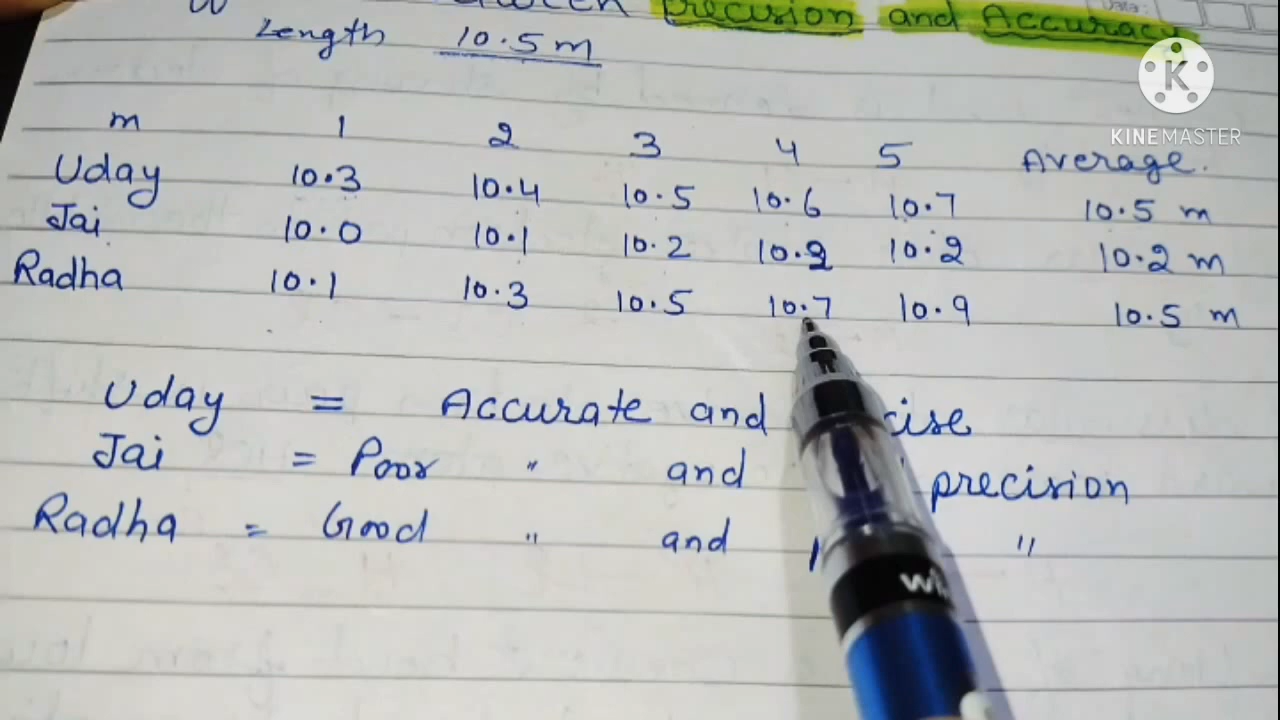 Precision and Accuracy
Length 10.5 m
KINEMASTER
m 1 2 3 4 5 Average.
Uday 10.3 10.4 10.5 10.6 10.7 10.5 m
Jai 10.0 10.1 10.2 10.2 10.2 10.2 m
Radha 10.1 10.3 10.5 10.7 10.9 10.5 m
Uday = Accurate and cise
Jai = Poor " and precision
Radha = Good " and "